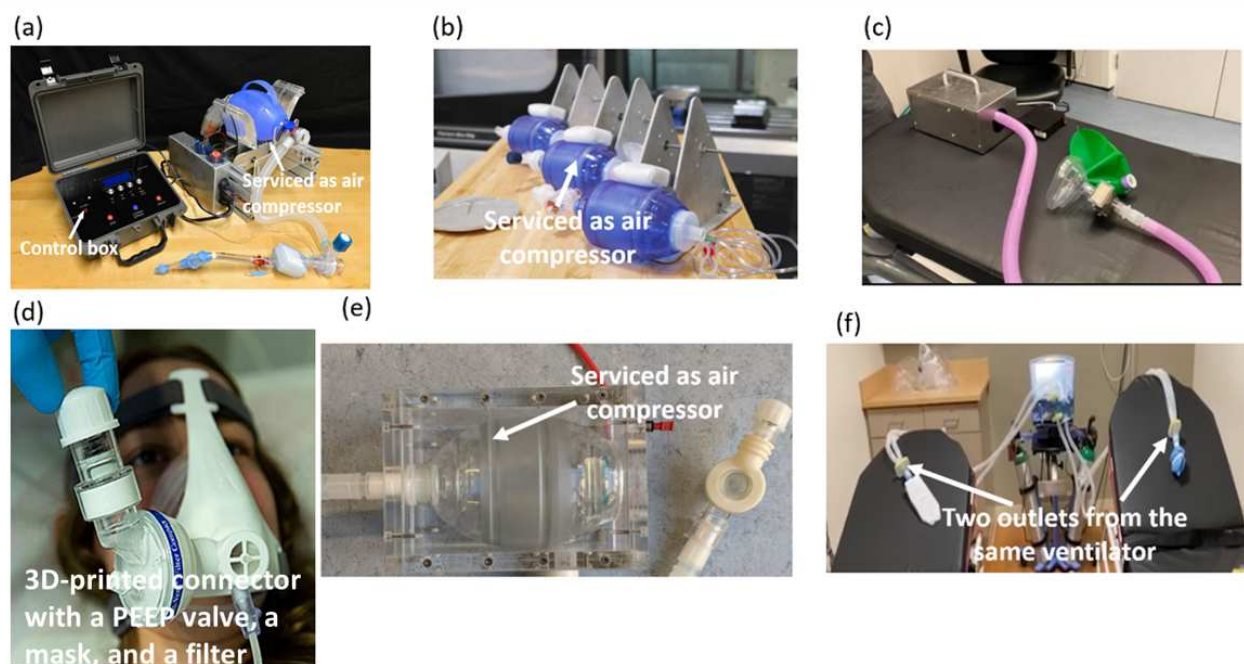 (a)
Serviced as air
compressor
Control box
(b)
Serviced as air
compressor
(c)
(d)
3D-printed connector
with a PEEP valve, a
mask, and a filter
(e)
Serviced as air
compressor
(f)
Two outlets from the
same ventilator